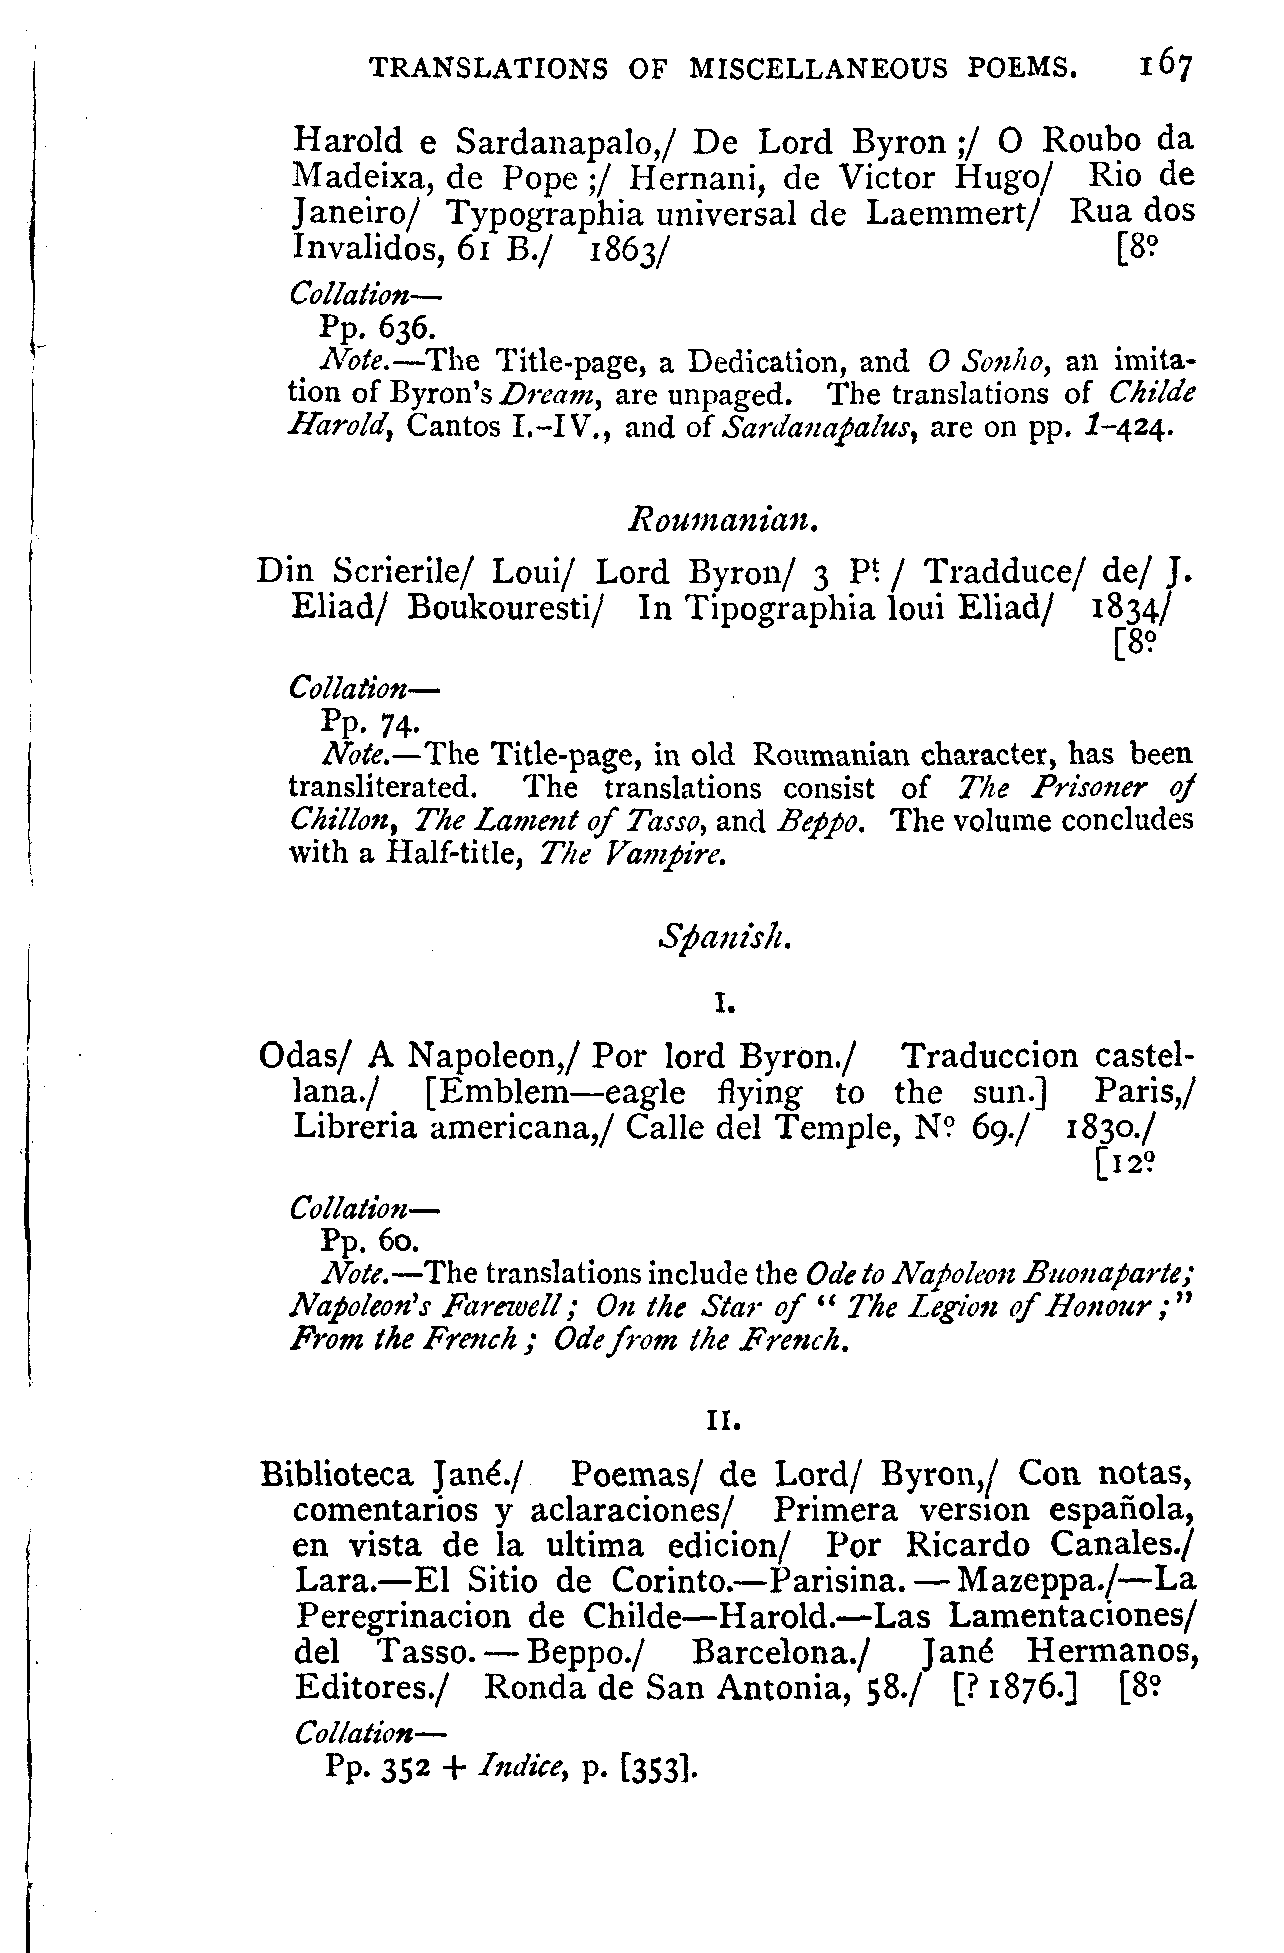 TRANSLATIONS OF MISCELLANEOUS POEMS. 167
Harold e Sardanapalo,/ De Lord Byron ;/ O Roubo da
Madeixa, de Pope ;/ Hernani, de Victor Hugo/ Rio de
Janeiro/ Typographia universal de Laemmert/ Rua dos
Invalidos, 61 B./ 1863/ [8º
Collation—
Pp. 636.
Note.—The Title-page, a Dedication, and O Sonho, an imita-
tion of Byron's Dream, are unpaged. The translations of Childe
Harold, Cantos I.-IV., and of Sardanapalus, are on pp. 1-424.
Roumanian.
Din Scrierile/ Loui/ Lord Byron/ 3 Pt / Tradduce/ de/ J.
Eliad/ Boukouresti/ In Tipographia loui Eliad/ 1834/
[8º
Collation—
Pp. 74.
Note.—The Title-page, in old Roumanian character, has been
transliterated. The translations consist of The Prisoner of
Chillon, The Lament of Tasso, and Beppo. The volume concludes
with a Half-title, The Vampire.
Spanish.
I.
Odas/ A Napoleon,/ Por lord Byron./ Traduccion castel-
lana./ [Emblem—eagle flying to the sun.] Paris,/
Libreria americana,/ Calle del Temple, Nº 69./ 1830./
[12º
Collation—
Pp. 60.
Note.—The translations include the Ode to Napoleon Buonaparte;
Napoleon's Farewell ; On the Star of " The Legion of Honour ;"
From the French ; Ode from the French.
II.
Biblioteca Jané./ Poemas/ de Lord/ Byron,/ Con notas,
comentarios y aclaraciones/ Primera version española,
en vista de la ultima edicion/ Por Ricardo Canales./
Lara.—El Sitio de Corinto.—Parisina.—Mazeppa./—La
Peregrinacion de Childe—Harold.—Las Lamentaciones/
del Tasso.—Beppo./ Barcelona./ Jané Hermanos,
Editores./ Ronda de San Antonia, 58./ [? 1876.] [8º
Collation—
Pp. 352 + Indice, p. [353].